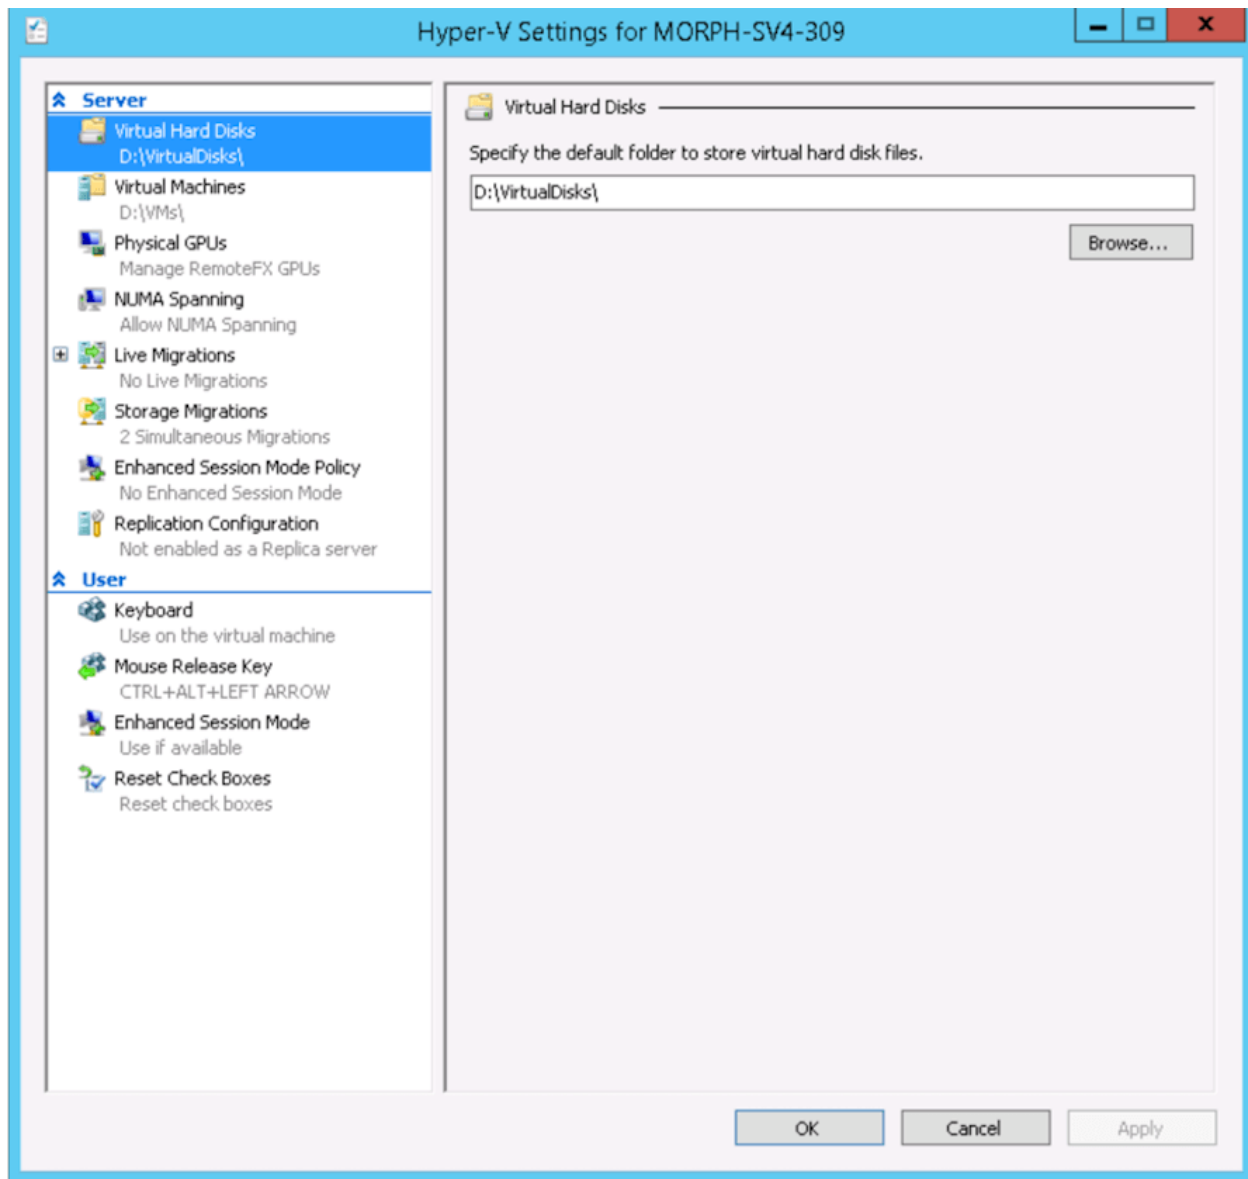 Hyper-V Settings for MORPH-SV4-309
Server
Virtual Hard Disks
D:\VirtualDisks\
Virtual Machines
D:\VMs\
Physical GPUs
Manage RemoteFX GPUs
NUMA Spanning
Allow NUMA Spanning
Live Migrations
No Live Migrations
Storage Migrations
2 Simultaneous Migrations
Enhanced Session Mode Policy
No Enhanced Session Mode
Replication Configuration
Not enabled as a Replica server
User
Keyboard
Use on the virtual machine
Mouse Release Key
CTRL+ALT+LEFT ARROW
Enhanced Session Mode
Use if available
Reset Check Boxes
Reset check boxes
Virtual Hard Disks
Specify the default folder to store virtual hard disk files.
D:\VirtualDisks\
Browse...
OK
Cancel
Apply